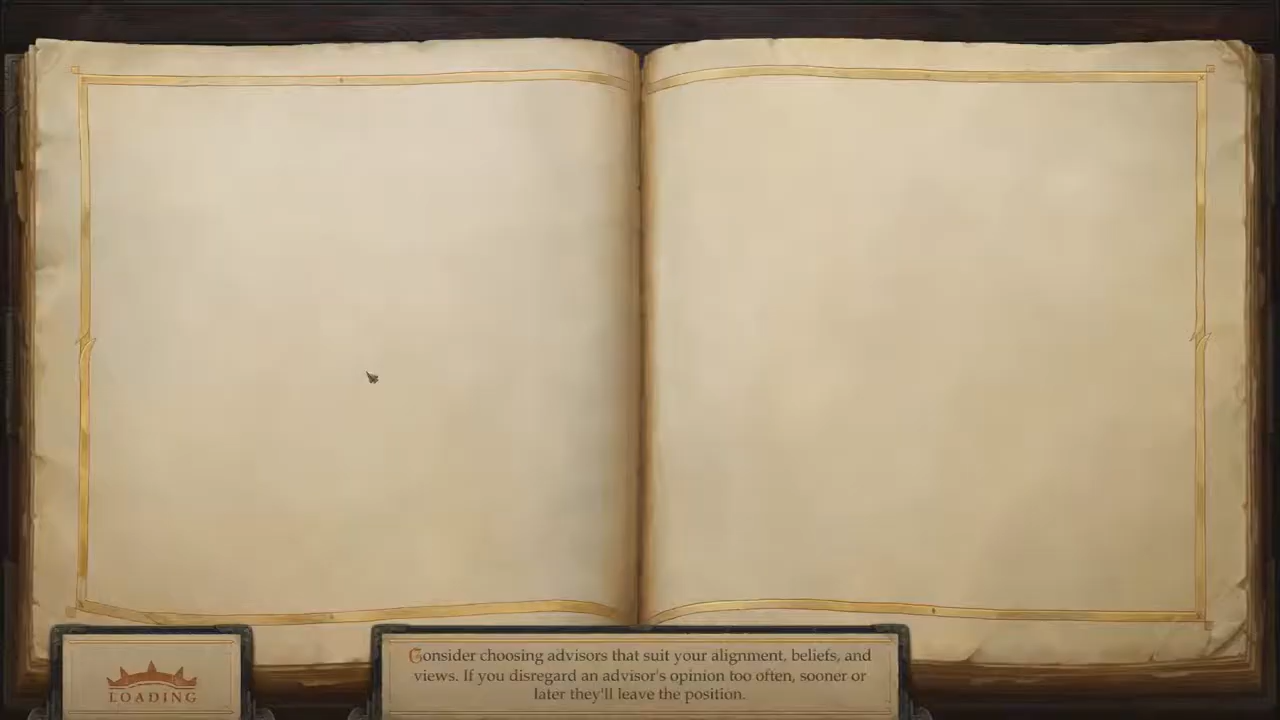 LOADING
Consider choosing advisors that suit your alignment, beliefs, and
views. If you disregard an advisor's opinion too often, sooner or
later they'll leave the position.